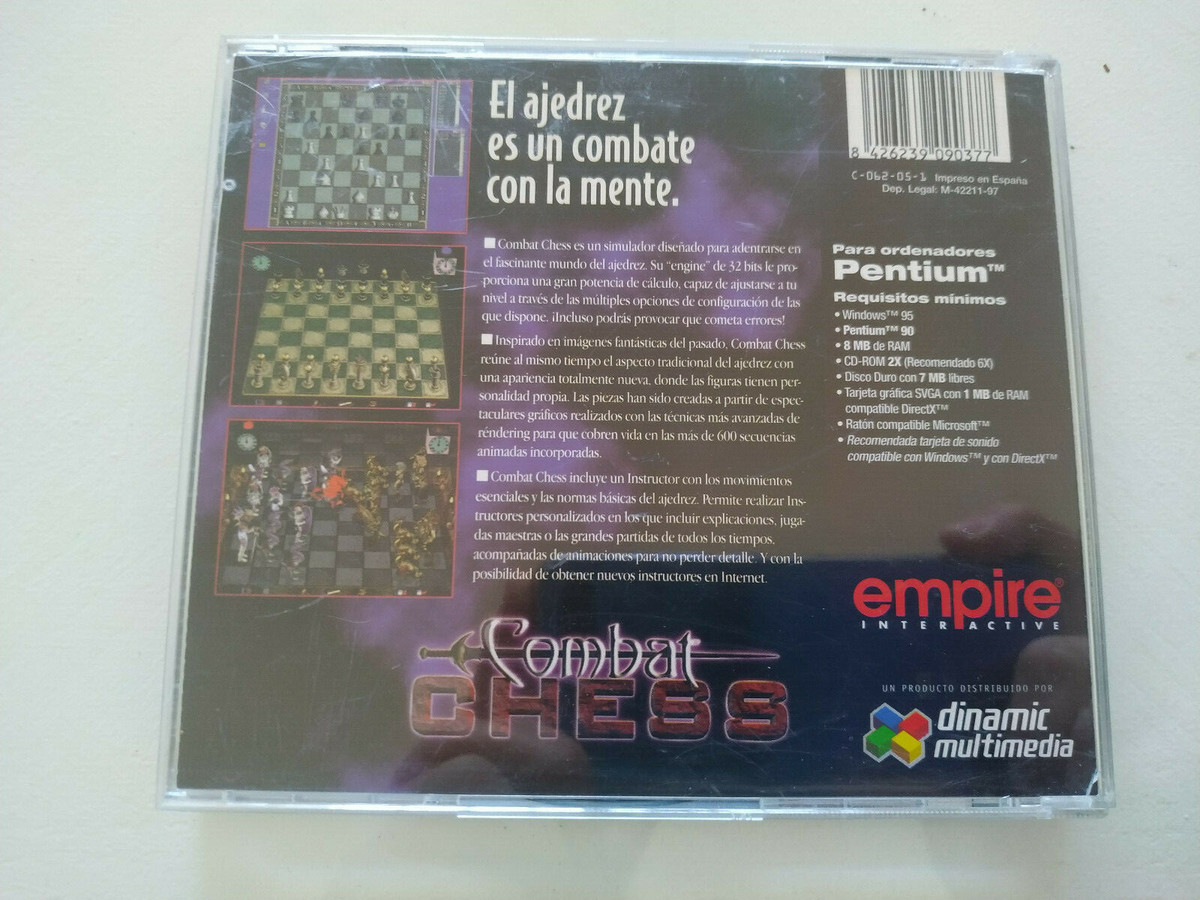 El ajedrez
es un combate
con la mente.
■ Combat Chess es un simulador diseñado para adentrarse en
el fascinante mundo del ajedrez. Su "engine" de 32 bits le pro-
porciona una gran potencia de cálculo, capaz de ajustarse a tu
nivel a través de las múltiples opciones de configuración de las
que dispone. ¡Incluso podrás provocar que cometa errores!
■ Inspirado en imágenes fantásticas del pasado, Combat Chess
reúne al mismo tiempo el aspecto tradicional del ajedrez con
una apariencia totalmente nueva, donde las figuras tienen per-
sonalidad propia. Las piezas han sido creadas a partir de espec-
taculares gráficos realizados con las técnicas más avanzadas de
réndering para que cobren vida en las más de 600 secuencias
animadas incorporadas.
■ Combat Chess incluye un Instructor con los movimientos
esenciales y las normas básicas del ajedrez. Permite realizar Ins-
tructores personalizados en los que incluir explicaciones, juga-
das maestras o las grandes partidas de todos los tiempos,
acompañadas de animaciones para no perder detalle. Y con la
posibilidad de obtener nuevos instructores en Internet.
Combat
CHESS
8 426239 090377
C-062-05-1 Impreso en España
Dep. Legal: M-42211-97
Para ordenadores
Pentium™
Requisitos mínimos
• Windows™ 95
• Pentium™ 90
• 8 MB de RAM
• CD-ROM 2X (Recomendado 6X)
• Disco Duro con 7 MB libres
• Tarjeta gráfica SVGA con 1 MB de RAM
compatible DirectX™
• Ratón compatible Microsoft™
• Recomendada tarjeta de sonido
compatible con Windows™ y con DirectX™
empire®
INTERACTIVE
UN PRODUCTO DISTRIBUIDO POR
dinamic
multimedia